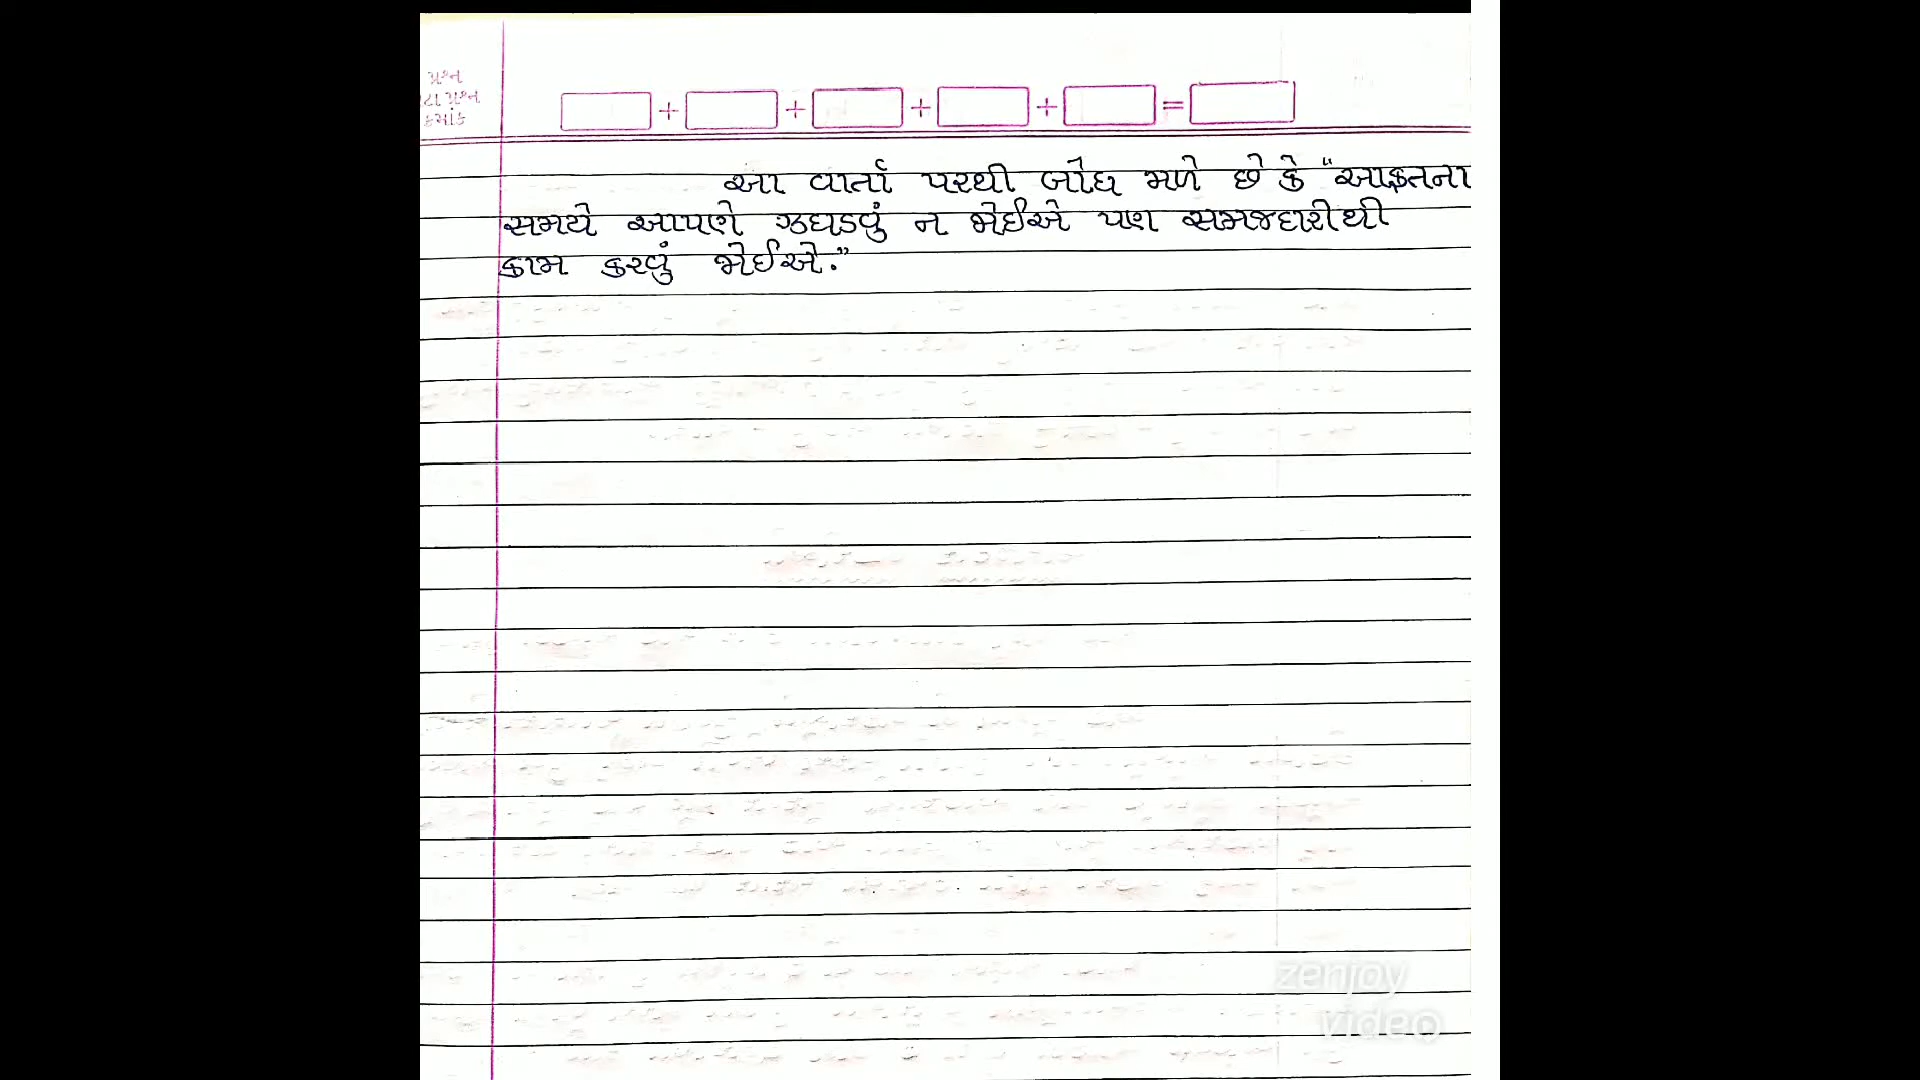 પ્રશ્ન
પેટા પ્રશ્ન
ક્રમાંક
આ વાર્તા પરથી બોધ મળે છે કે “આફતના
સમયે આપણે ઝઘડવું ન જોઈએ પણ સમજદારીથી
કામ કરવું જોઈએ.”
zenjoy
video